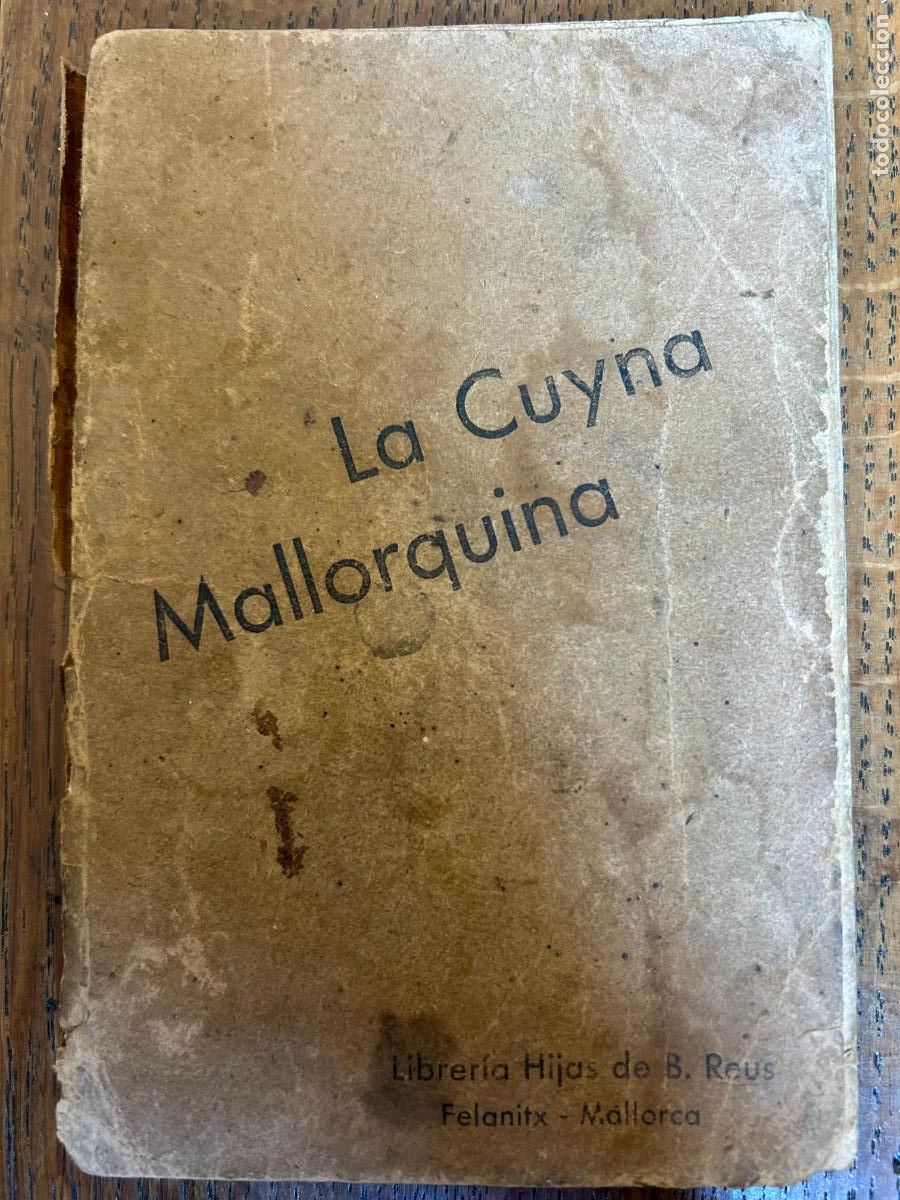 La Cuyna
Mallorquina
Librería Hijas de B. Reus
Felanitx - Mallorca
todocoleccion